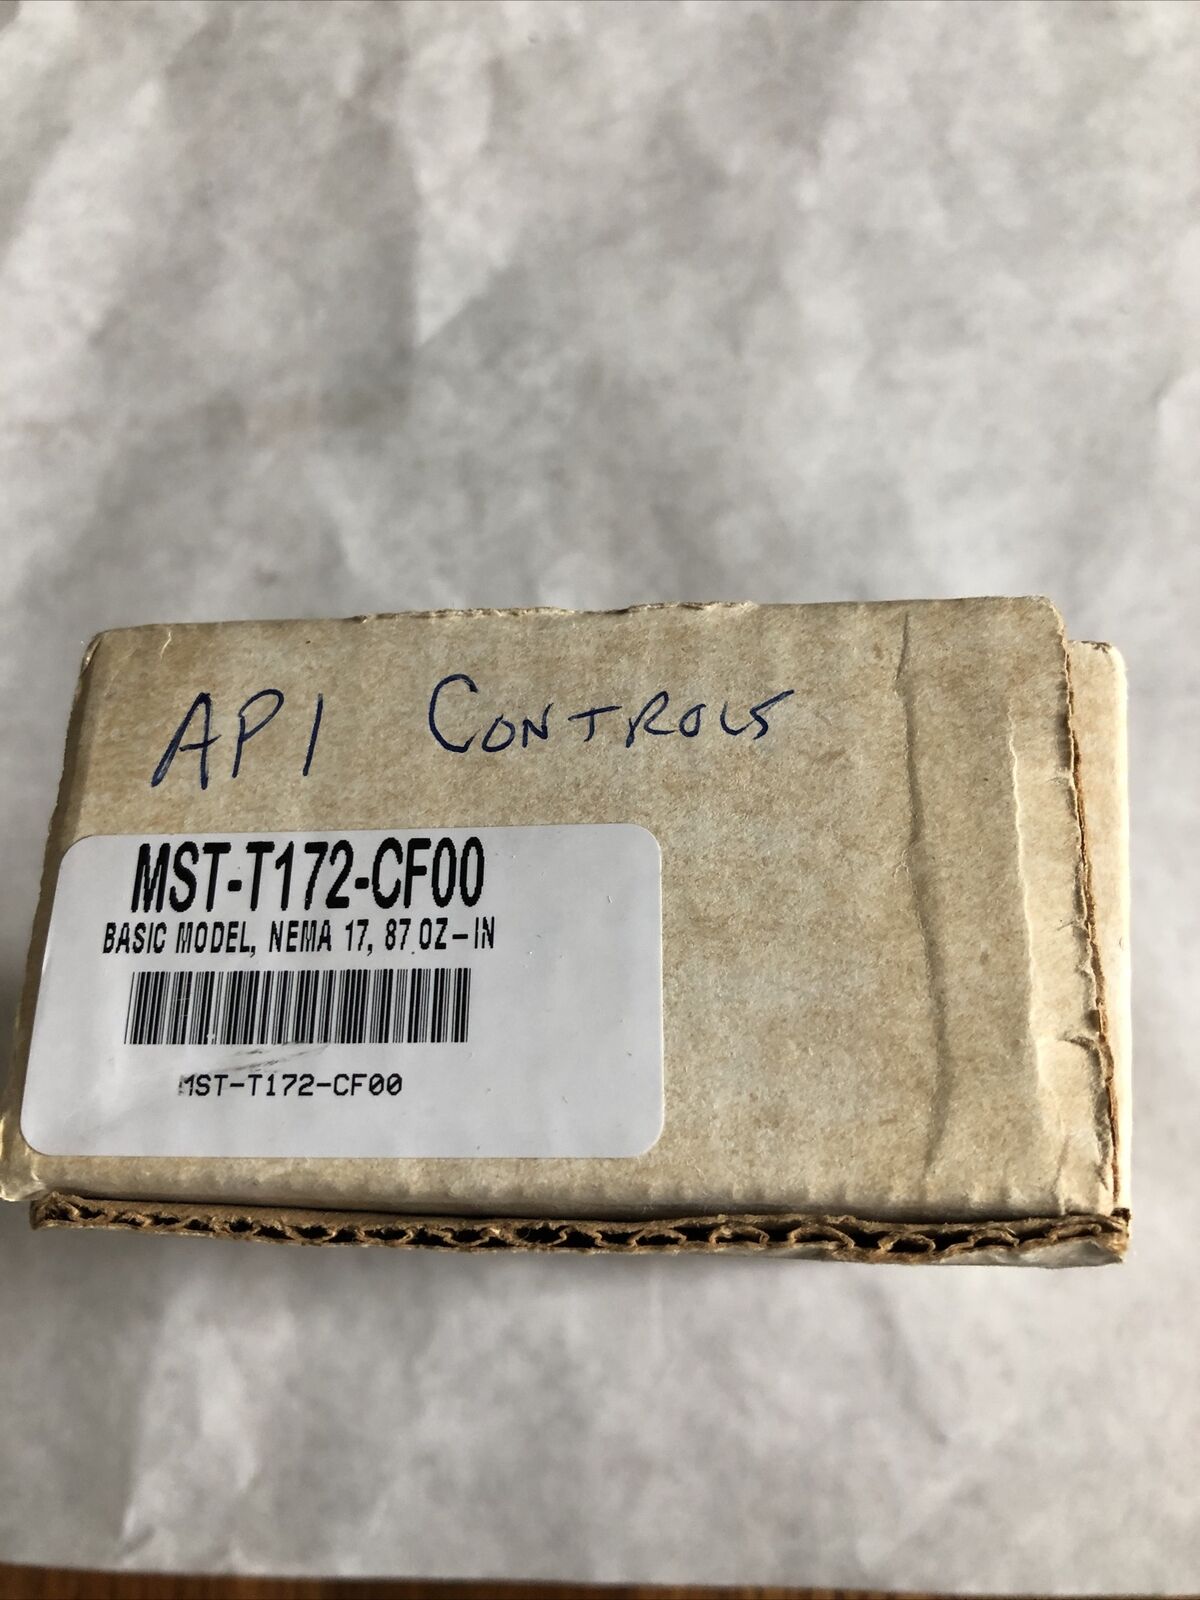 API CONTROLS
MST-T172-CF00
BASIC MODEL, NEMA 17, 87 OZ-IN
MST-T172-CF00